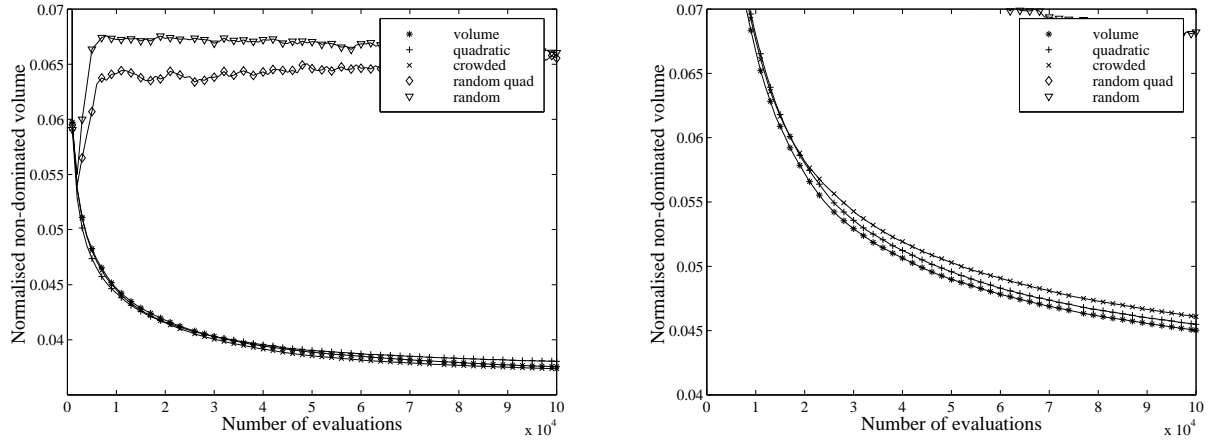 0.07
0.065
0.06
0.055
0.05
0.045
0.04
Normalised non-dominated volume
volume
quadratic
crowded
random quad
random
0 1 2 3 4 5 6 7 8 9 10
Number of evaluations
x 10^4
0.07
0.065
0.06
0.055
0.05
0.045
0.04
Normalised non-dominated volume
volume
quadratic
crowded
random quad
random
0 1 2 3 4 5 6 7 8 9 10
Number of evaluations
x 10^4